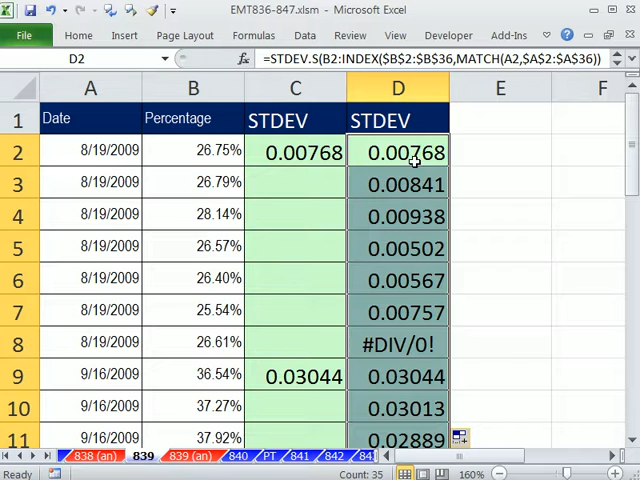 EMT836-847.xlsm - Microsoft Excel
File Home Insert Page Layout Formulas Data Review View Developer Add-Ins
D2 fx =STDEV.S(B2:INDEX($B$2:$B$36,MATCH(A2,$A$2:$A$36)))
A B C D E F
1 Date Percentage STDEV STDEV
2 8/19/2009 26.75% 0.00768 0.00768
3 8/19/2009 26.79% 0.00841
4 8/19/2009 28.14% 0.00938
5 8/19/2009 26.57% 0.00502
6 8/19/2009 26.40% 0.00567
7 8/19/2009 25.54% 0.00757
8 8/19/2009 26.61% #DIV/0!
9 9/16/2009 36.54% 0.03044 0.03044
10 9/16/2009 37.27% 0.03013
11 9/16/2009 37.92% 0.02889
838 (an) 839 839 (an) 840 PT 841 842
Ready Count: 35 160%